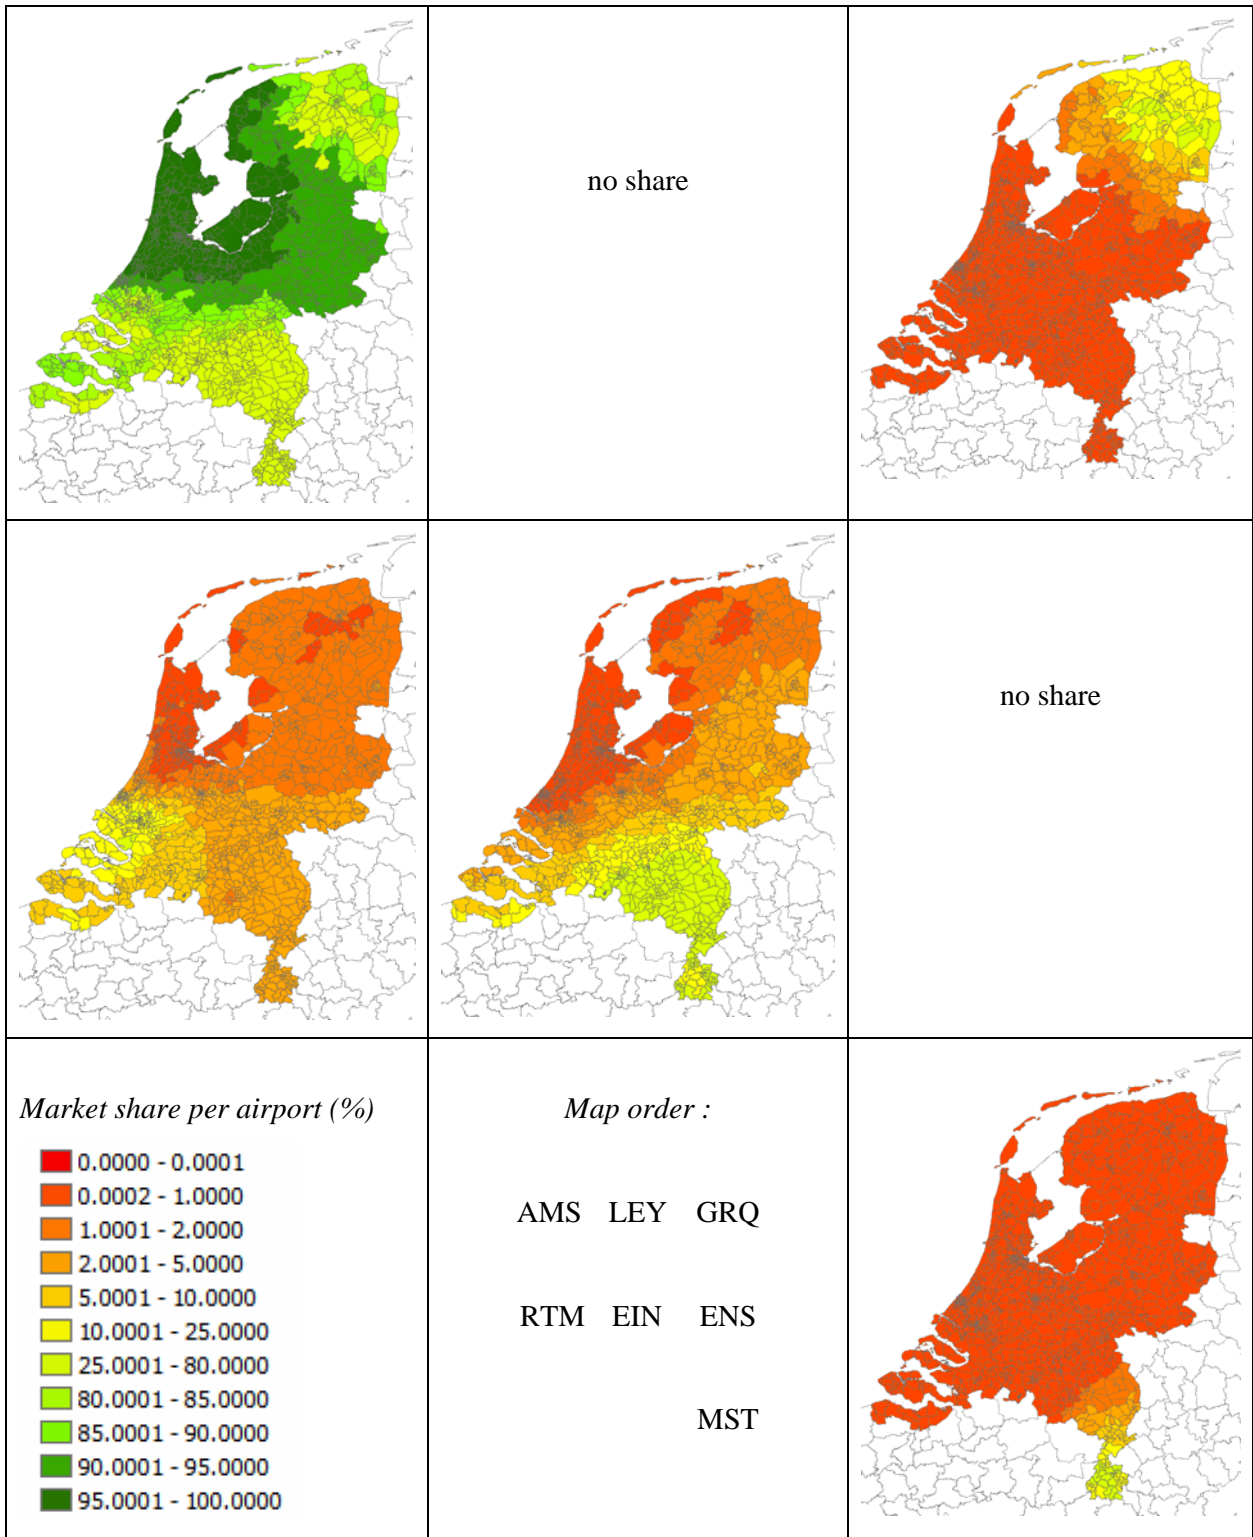 no share
no share
Market share per airport (%)
0.0000 - 0.0001
0.0002 - 1.0000
1.0001 - 2.0000
2.0001 - 5.0000
5.0001 - 10.0000
10.0001 - 25.0000
25.0001 - 80.0000
80.0001 - 85.0000
85.0001 - 90.0000
90.0001 - 95.0000
95.0001 - 100.0000
Map order :
AMS LEY GRQ
RTM EIN ENS
MST